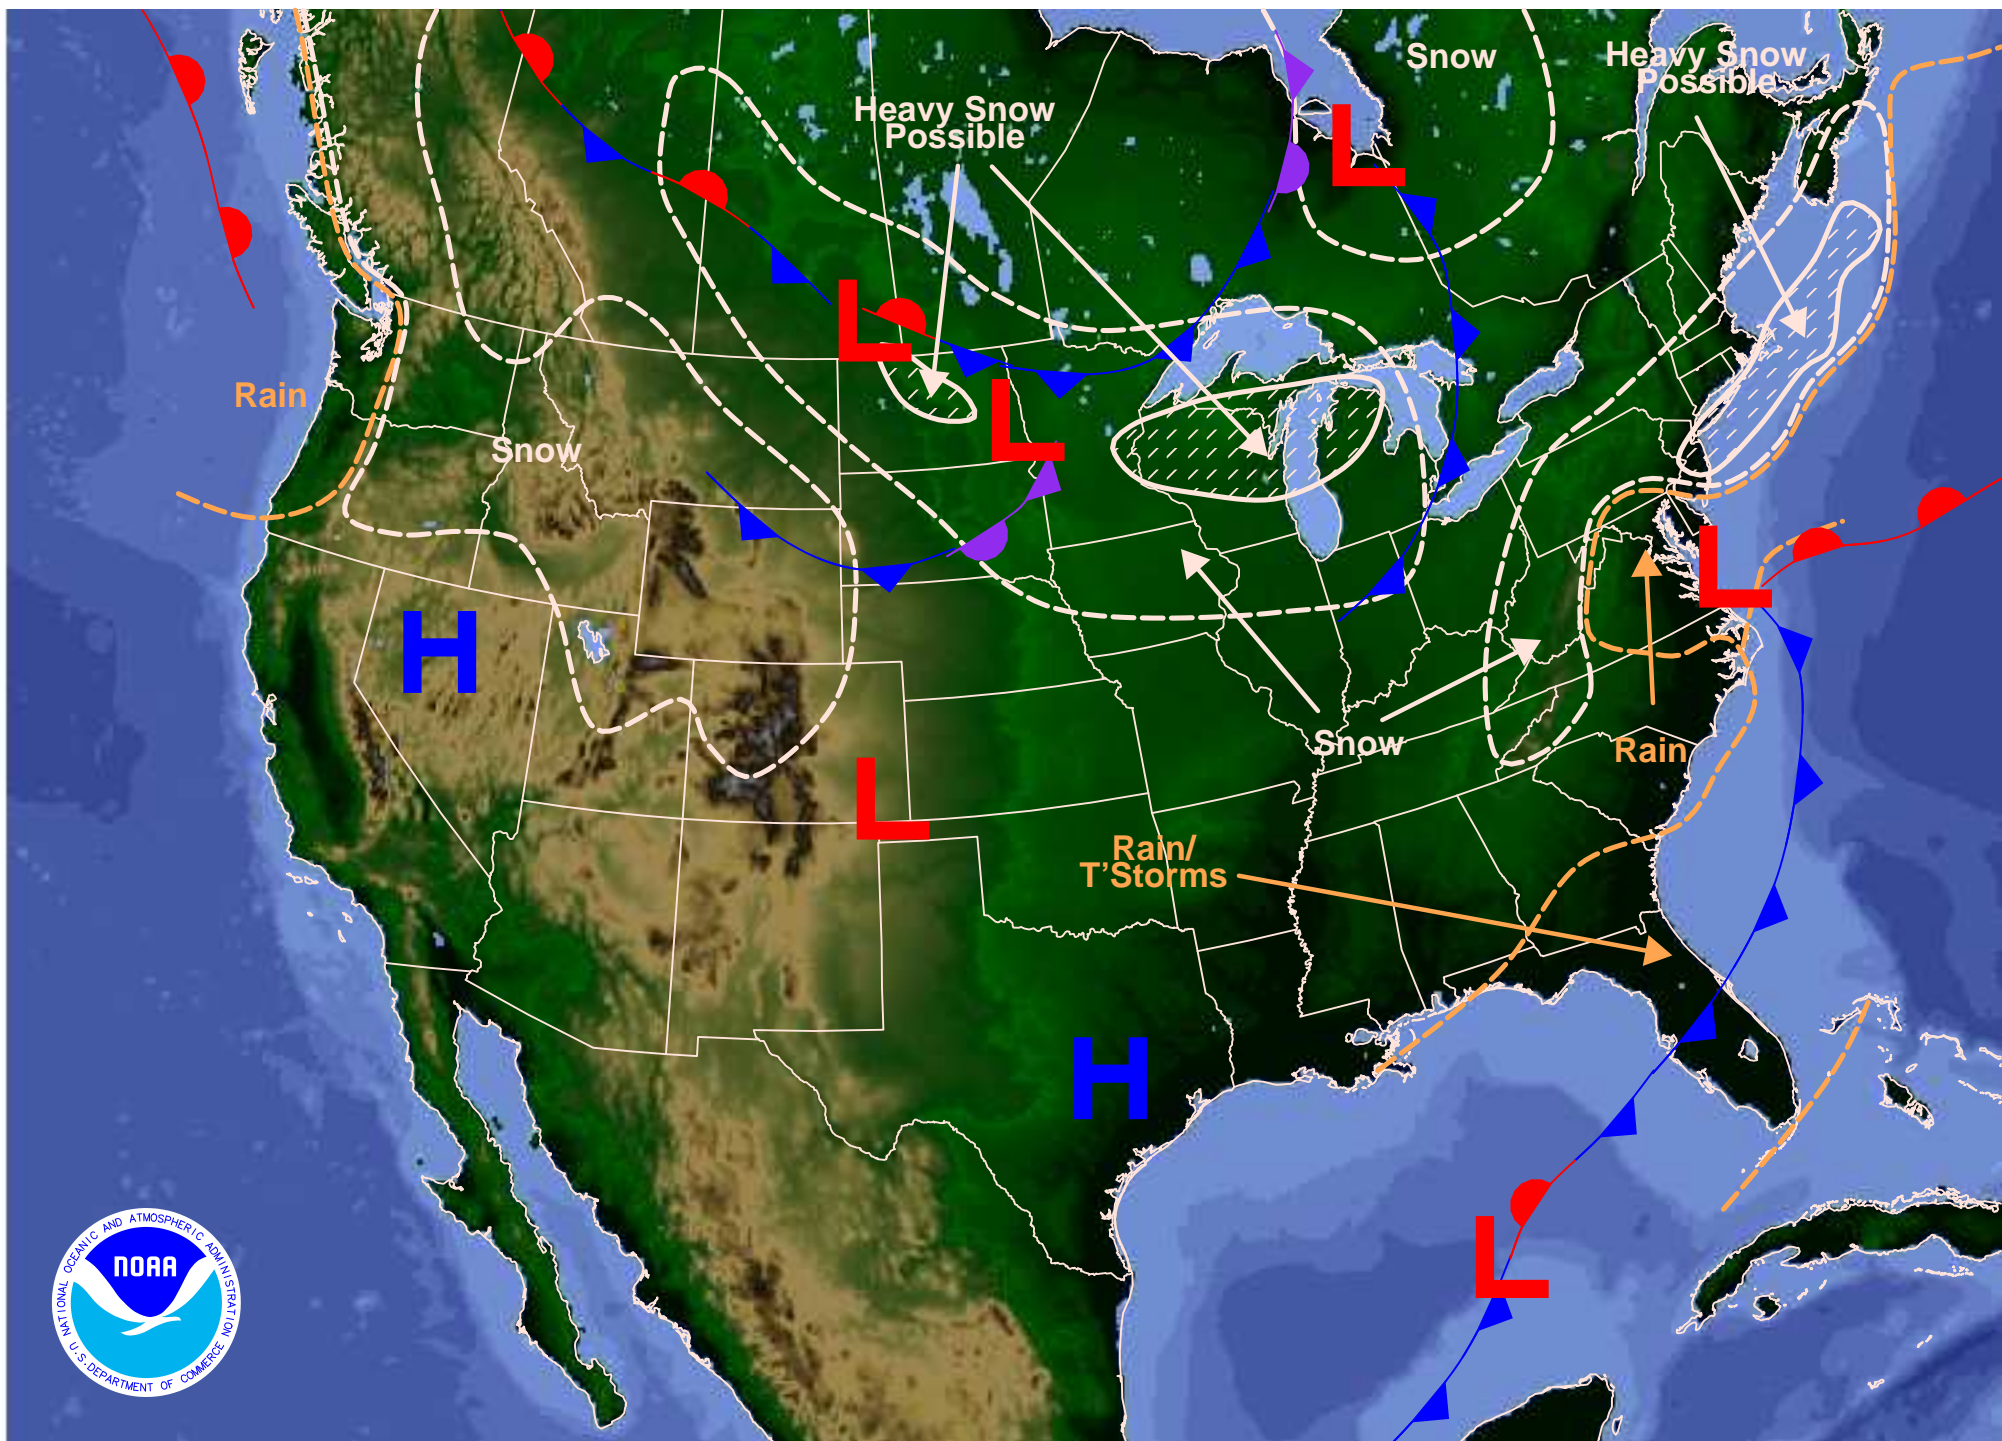 Snow
Heavy Snow
Possible
Heavy Snow
Possible
L
L
L
Rain
Snow
L
H
L
Snow
Rain
L
Rain/
T'Storms
H
L
NATIONAL OCEANIC AND ATMOSPHERIC ADMINISTRATION
NOAA
U.S. DEPARTMENT OF COMMERCE